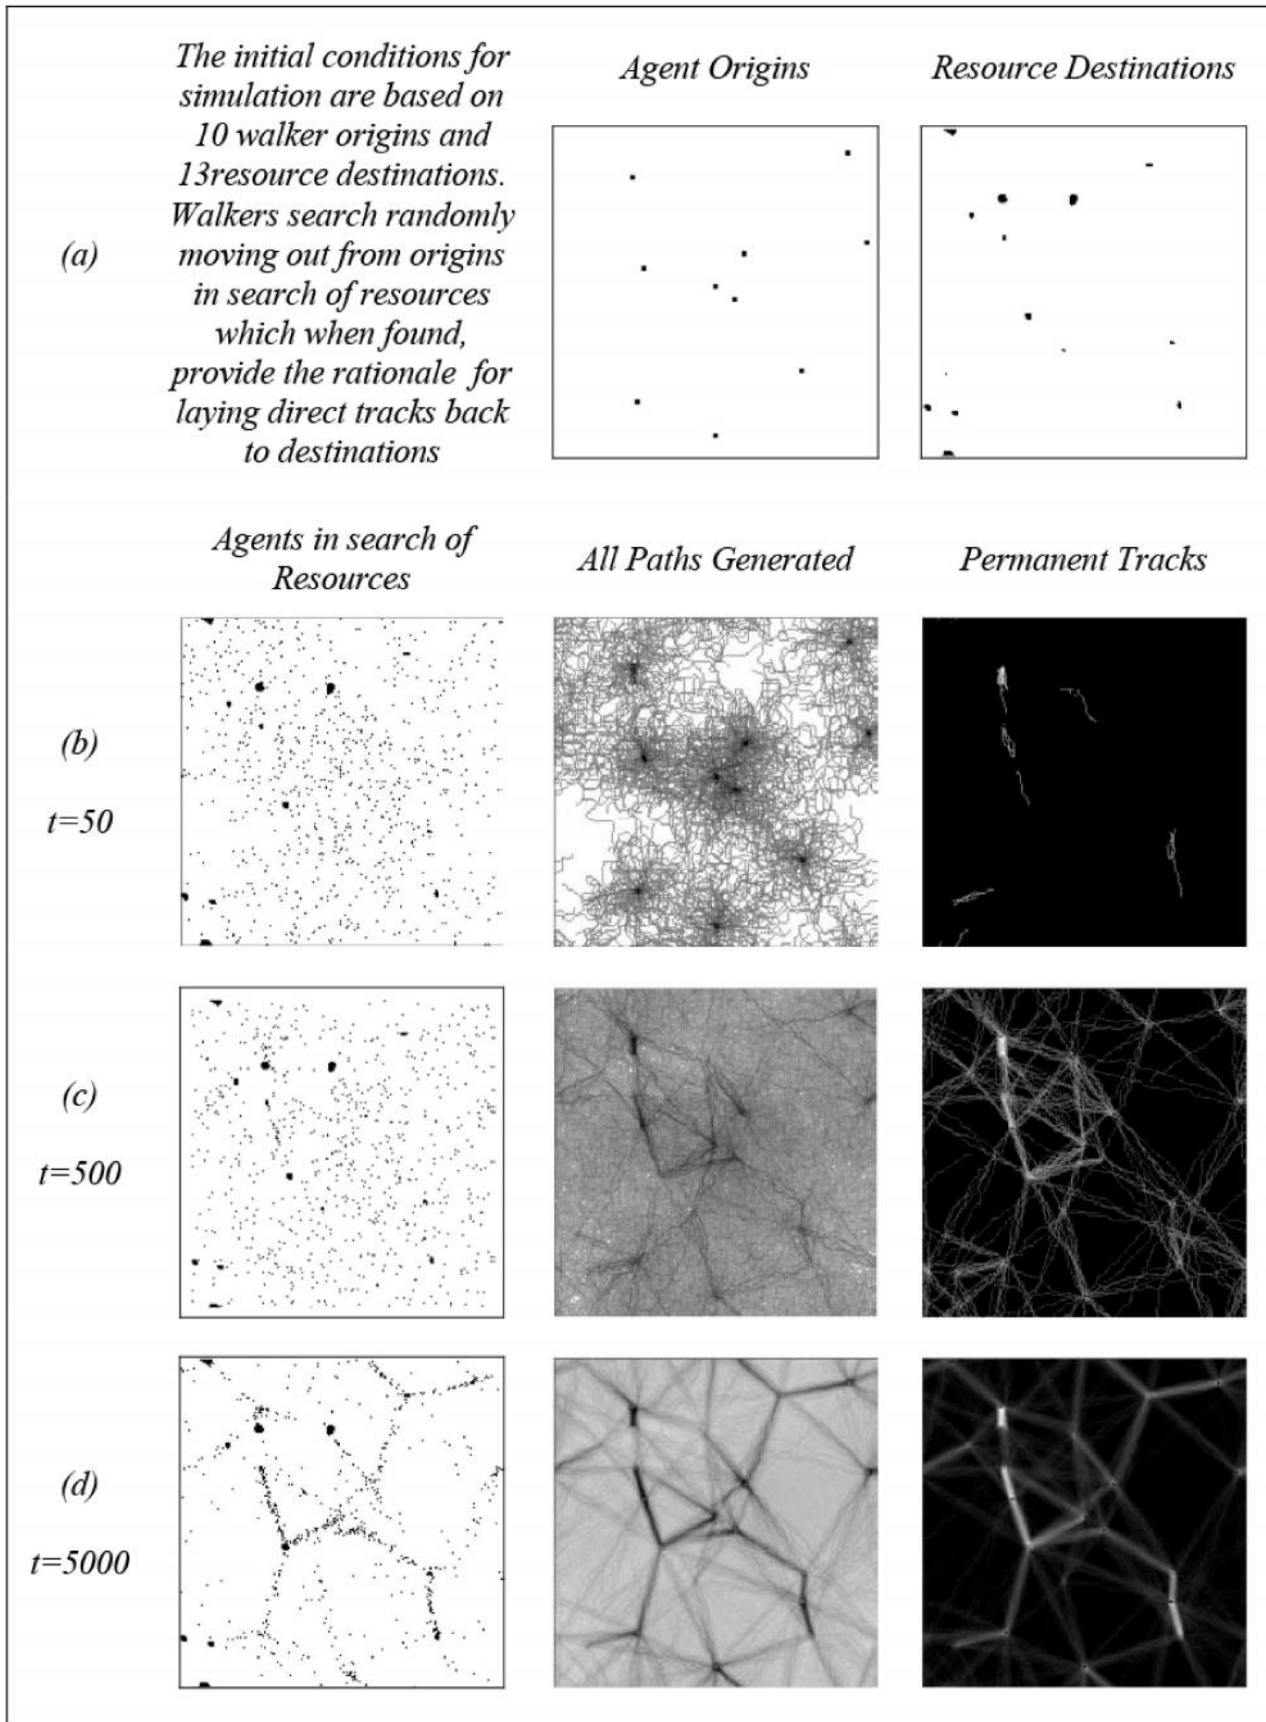 The initial conditions for
simulation are based on
10 walker origins and
13resource destinations.
Walkers search randomly
moving out from origins
in search of resources
which when found,
provide the rationale for
laying direct tracks back
to destinations
(a)
Agent Origins
Resource Destinations
Agents in search of
Resources
All Paths Generated
Permanent Tracks
(b)
t=50
(c)
t=500
(d)
t=5000